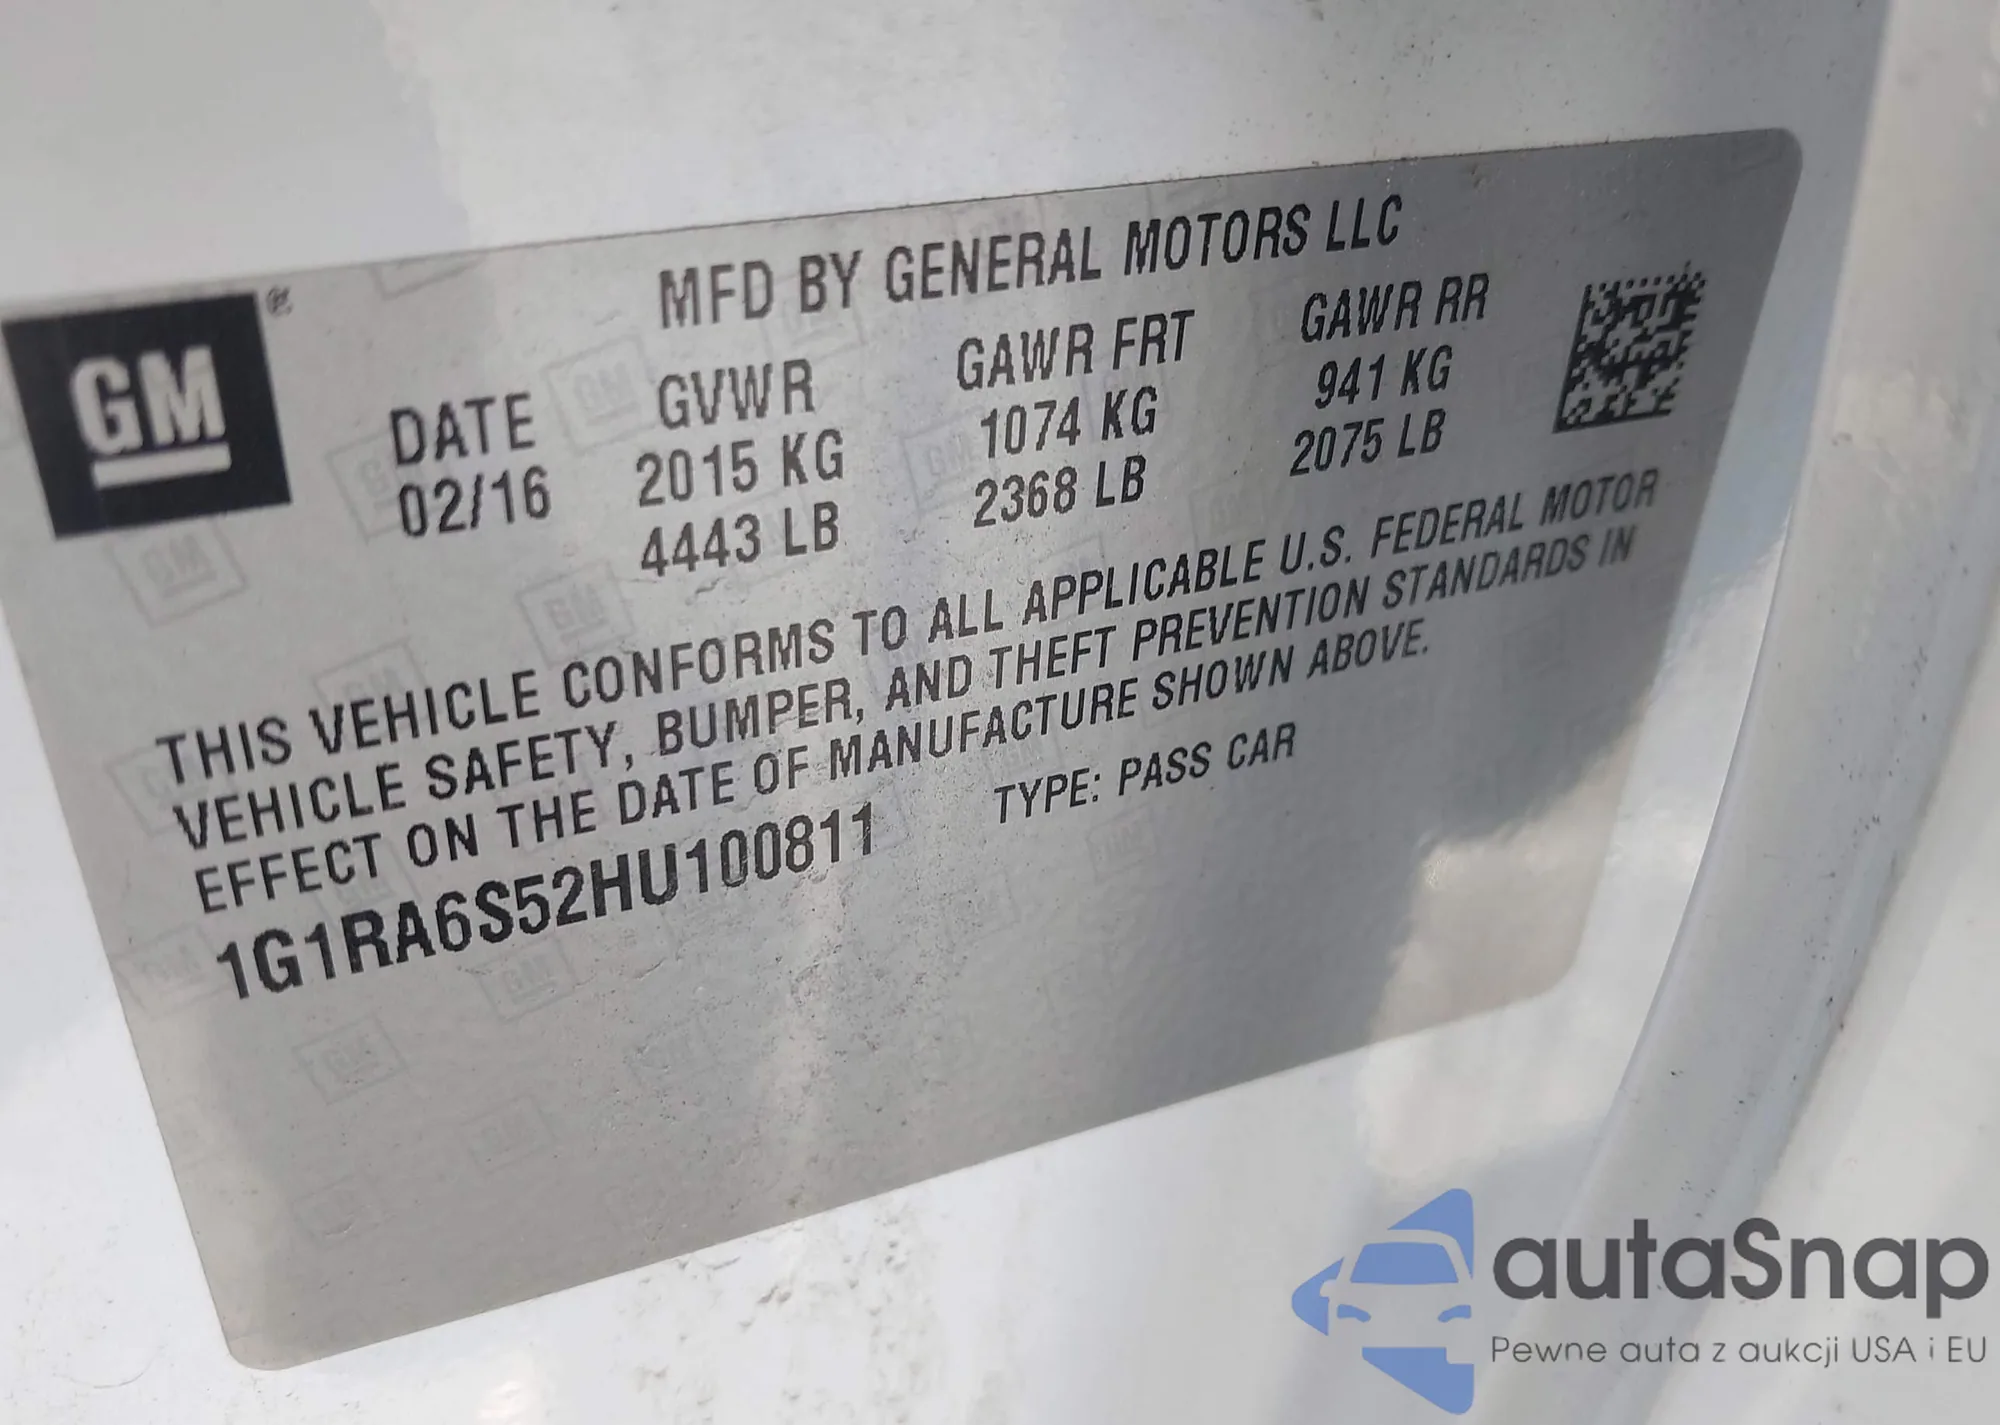 MFD BY GENERAL MOTORS LLC
GM®
DATE GVWR GAWR FRT GAWR RR
02/16 2015 KG 1074 KG 941 KG
4443 LB 2368 LB 2075 LB
THIS VEHICLE CONFORMS TO ALL APPLICABLE U.S. FEDERAL MOTOR
VEHICLE SAFETY, BUMPER, AND THEFT PREVENTION STANDARDS IN
EFFECT ON THE DATE OF MANUFACTURE SHOWN ABOVE.
1G1RA6S52HU100811 TYPE: PASS CAR
autaSnap
Pewne auta z aukcji USA i EU